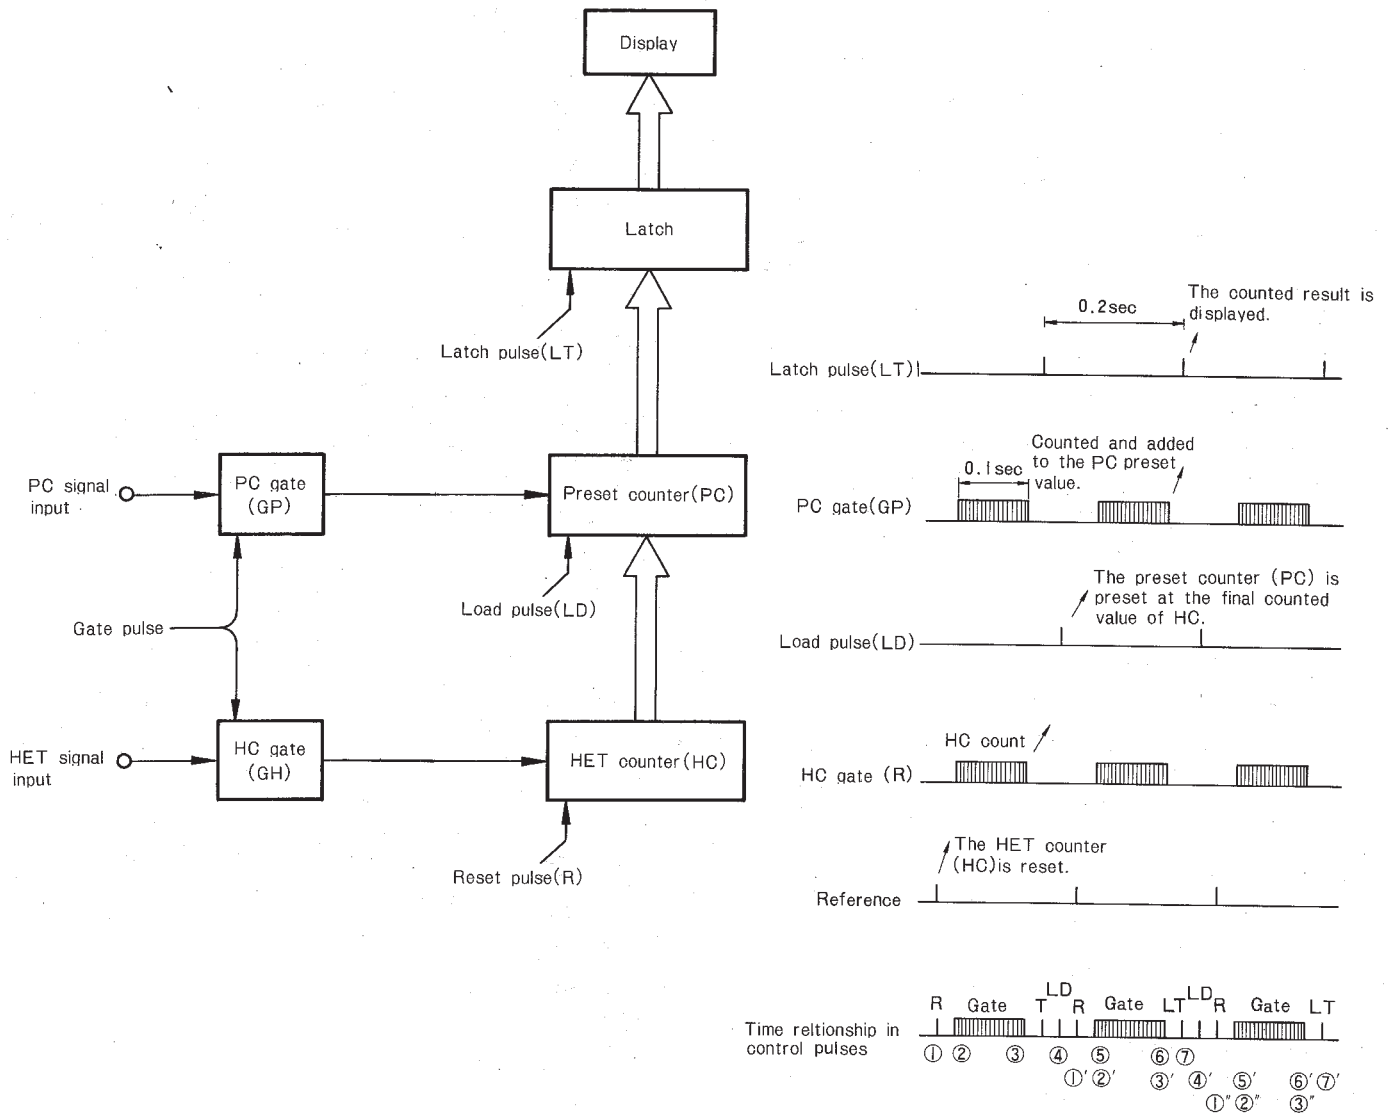 Display
Latch
Latch pulse(LT)
PC signal
input
PC gate
(GP)
Preset counter(PC)
Load pulse(LD)
Gate pulse
HET signal
input
HC gate
(GH)
HET counter(HC)
Reset pulse(R)
The counted result is
displayed.
0.2sec
Latch pulse(LT)
Counted and added
to the PC preset
value.
0.1sec
PC gate(GP)
The preset counter (PC) is
preset at the final counted
value of HC.
Load pulse(LD)
HC count
HC gate (R)
The HET counter
(HC)is reset.
Reference
R Gate T LD R Gate LT LD R Gate LT
Time reltionship in
control pulses
① ② ③ ④ ⑤ ⑥ ⑦
①' ②' ③' ④' ⑤' ⑥' ⑦'
①" ②" ③"